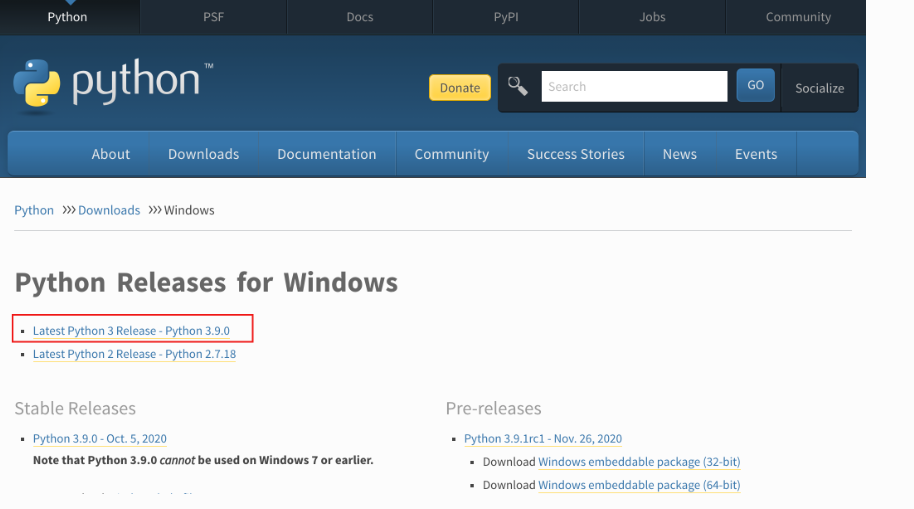 Python PSF Docs PyPI Jobs Community
python™
Donate Search GO Socialize
About Downloads Documentation Community Success Stories News Events
Python >>> Downloads >>> Windows
Python Releases for Windows
Latest Python 3 Release - Python 3.9.0
Latest Python 2 Release - Python 2.7.18
Stable Releases
Python 3.9.0 - Oct. 5, 2020
Note that Python 3.9.0 cannot be used on Windows 7 or earlier.
Pre-releases
Python 3.9.1rc1 - Nov. 26, 2020
Download Windows embeddable package (32-bit)
Download Windows embeddable package (64-bit)